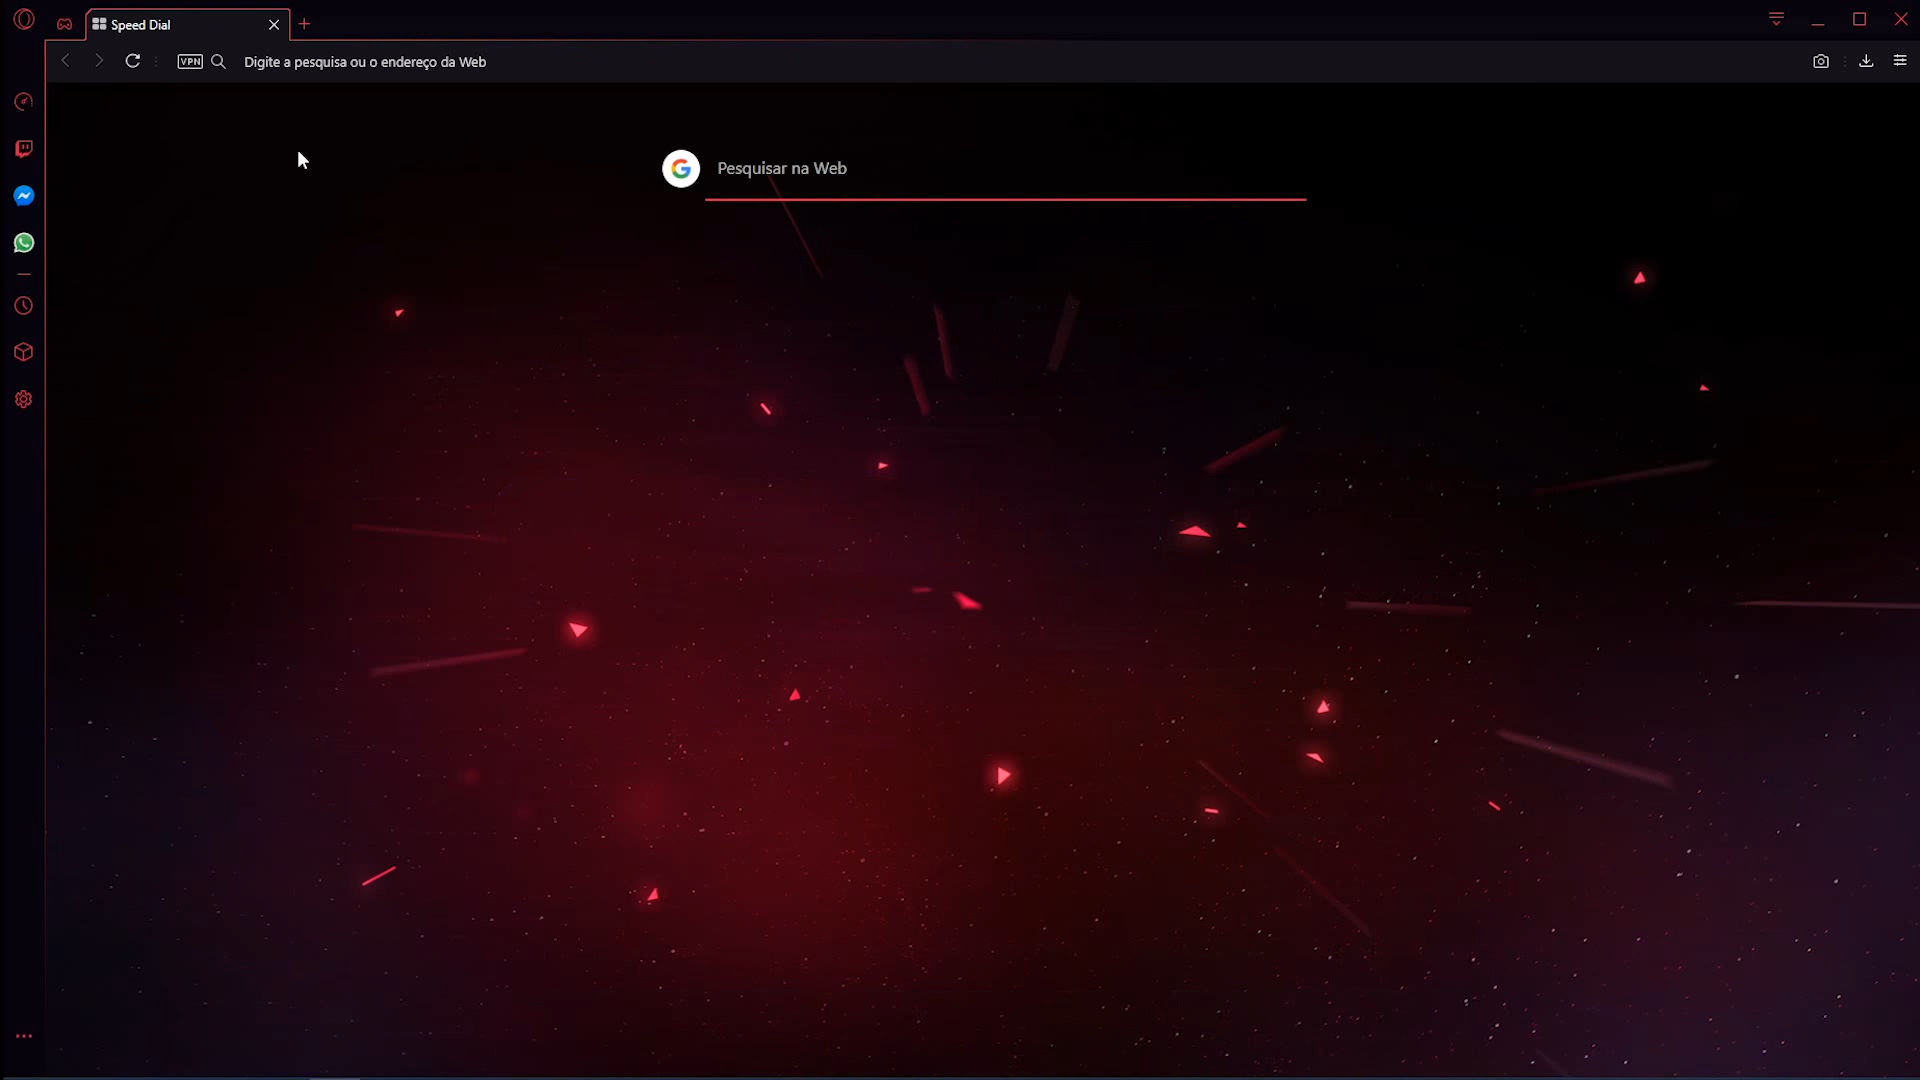 Speed Dial
VPN
Digite a pesquisa ou o endereço da Web
G
Pesquisar na Web